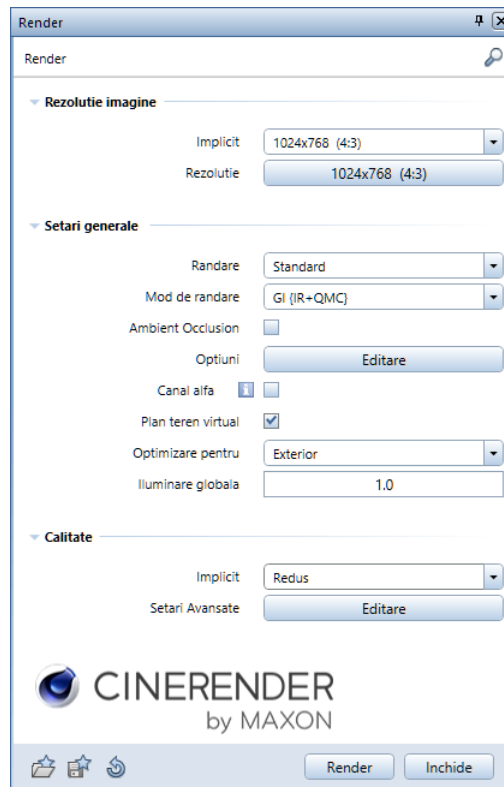 Render
Render
Rezolutie imagine
Implicit 1024x768 (4:3)
Rezolutie 1024x768 (4:3)
Setari generale
Randare Standard
Mod de randare GI {IR+QMC}
Ambient Occlusion
Optiuni Editare
Canal alfa i
Plan teren virtual
Optimizare pentru Exterior
Iluminare globala 1.0
Calitate
Implicit Redus
Setari Avansate Editare
CINERENDER
by MAXON
Render Inchide